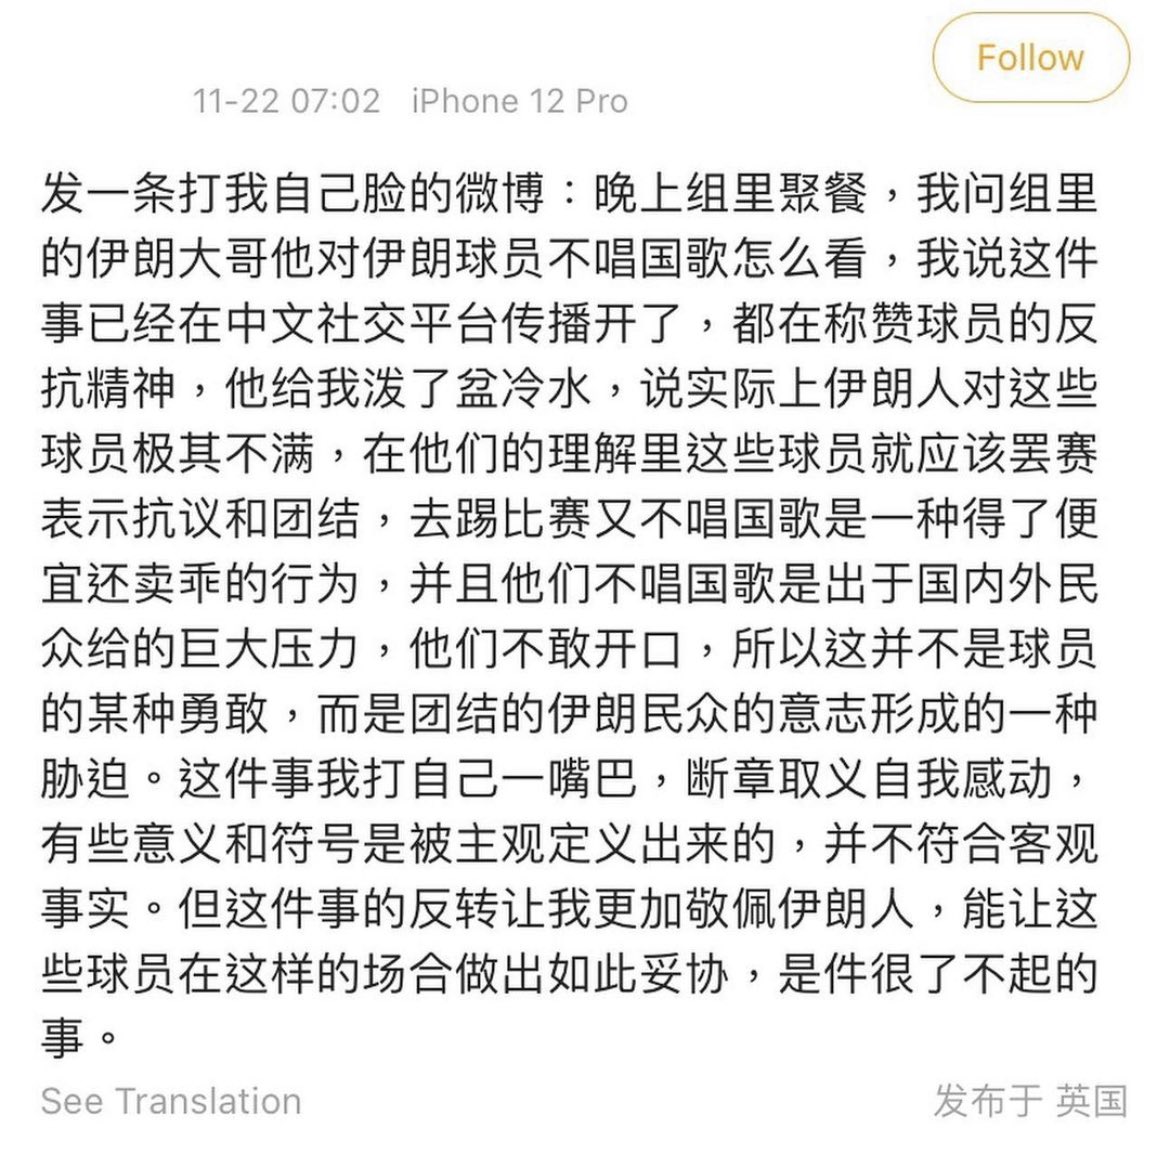 Follow
11-22 07:02 iPhone 12 Pro
发一条打我自己脸的微博：晚上组里聚餐，我问组里
的伊朗大哥他对伊朗球员不唱国歌怎么看，我说这件
事已经在中文社交平台传播开了，都在称赞球员的反
抗精神，他给我泼了盆冷水，说实际上伊朗人对这些
球员极其不满，在他们的理解里这些球员就应该罢赛
表示抗议和团结，去踢比赛又不唱国歌是一种得了便
宜还卖乖的行为，并且他们不唱国歌是出于国内外民
众给的巨大压力，他们不敢开口，所以这并不是球员
的某种勇敢，而是团结的伊朗民众的意志形成的一种
胁迫。这件事我打自己一嘴巴，断章取义自我感动，
有些意义和符号是被主观定义出来的，并不符合客观
事实。但这件事的反转让我更加敬佩伊朗人，能让这
些球员在这样的场合做出如此妥协，是件很了不起的
事。
See Translation 发布于 英国